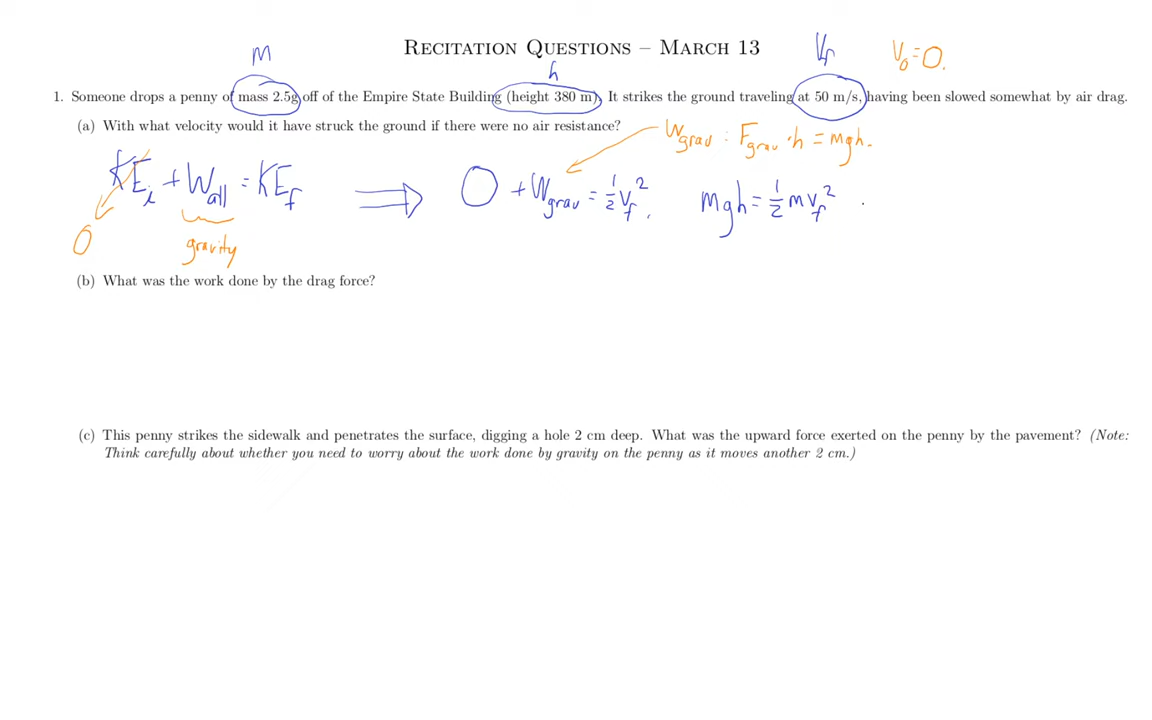 RECITATION QUESTIONS – MARCH 13
m
h
Vf
V₀=0.
1. Someone drops a penny of mass 2.5g off of the Empire State Building (height 380 m). It strikes the ground traveling at 50 m/s, having been slowed somewhat by air drag.
(a) With what velocity would it have struck the ground if there were no air resistance?
Wgrav : Fgrav · h = mgh.
KEi + Wall = KEf ⟹ 0 + Wgrav = ½ Vf². mgh = ½ m Vf² .
0
gravity
(b) What was the work done by the drag force?
(c) This penny strikes the sidewalk and penetrates the surface, digging a hole 2 cm deep. What was the upward force exerted on the penny by the pavement? (Note:
Think carefully about whether you need to worry about the work done by gravity on the penny as it moves another 2 cm.)